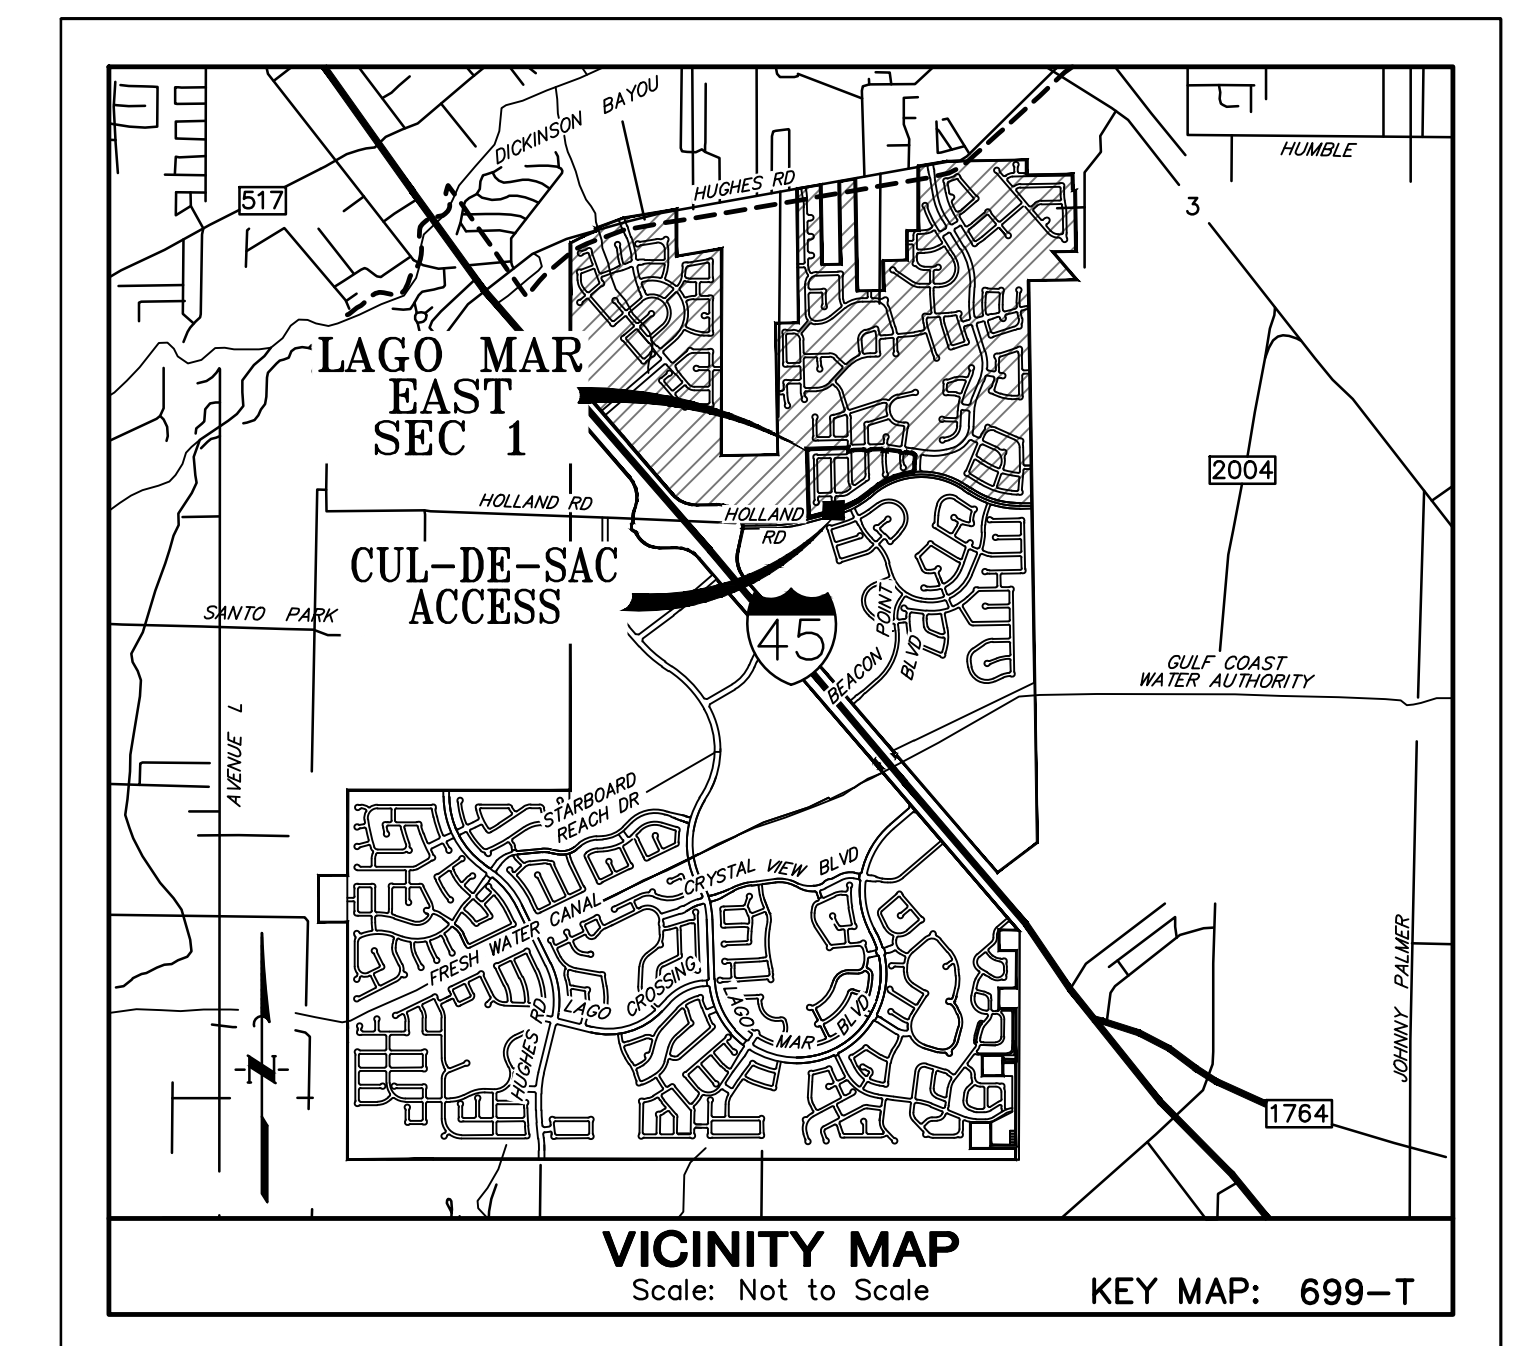 DICKINSON BAYOU
HUMBLE
HUGHES RD
517
3
LAGO MAR
EAST
SEC 1
2004
HOLLAND RD
HOLLAND
RD
CUL-DE-SAC
ACCESS
SANTO PARK
45
BEACON POINT
BLVD
GULF COAST
WATER AUTHORITY
AVENUE L
STARBOARD
REACH DR
CRYSTAL VIEW BLVD
FRESH WATER CANAL
LAGO CROSSING
LAGO MAR BLVD
HUGHES RD
JOHNNY PALMER
N
1764
VICINITY MAP
Scale: Not to Scale
KEY MAP: 699-T